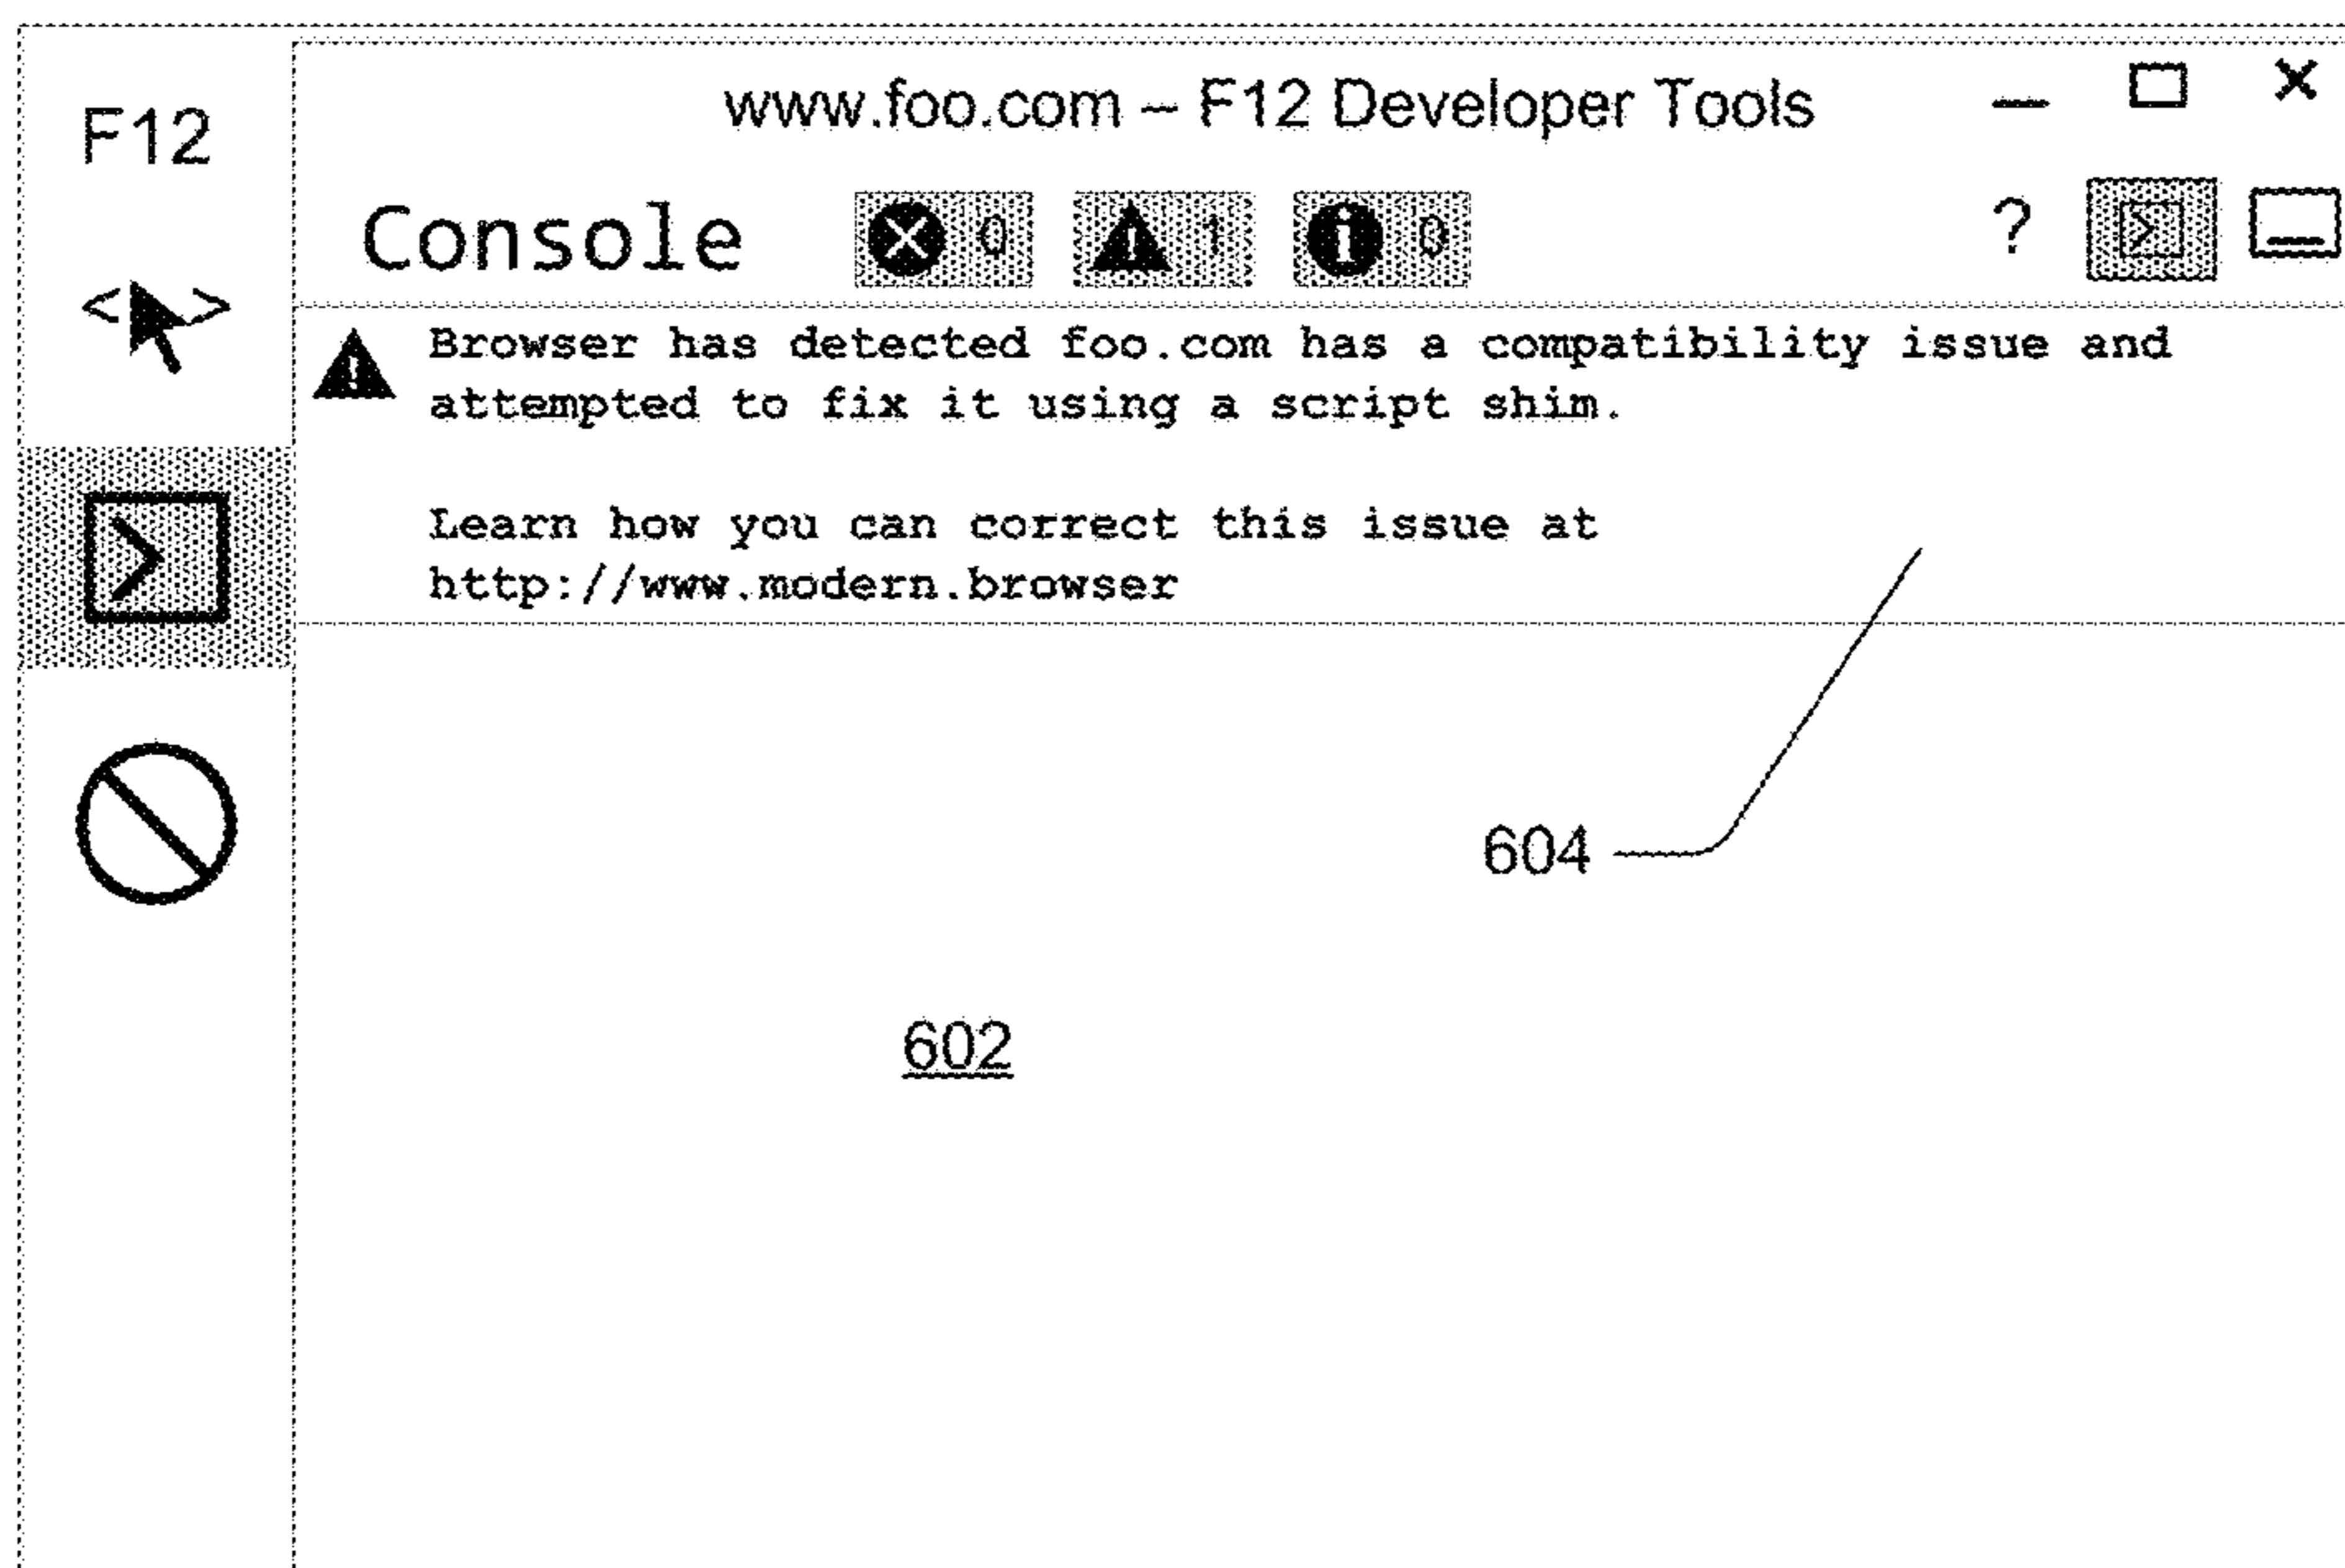 F12
www.foo.com – F12 Developer Tools
Console 0 1 0 ?
Browser has detected foo.com has a compatibility issue and
attempted to fix it using a script shim.
Learn how you can correct this issue at
http://www.modern.browser
604
602